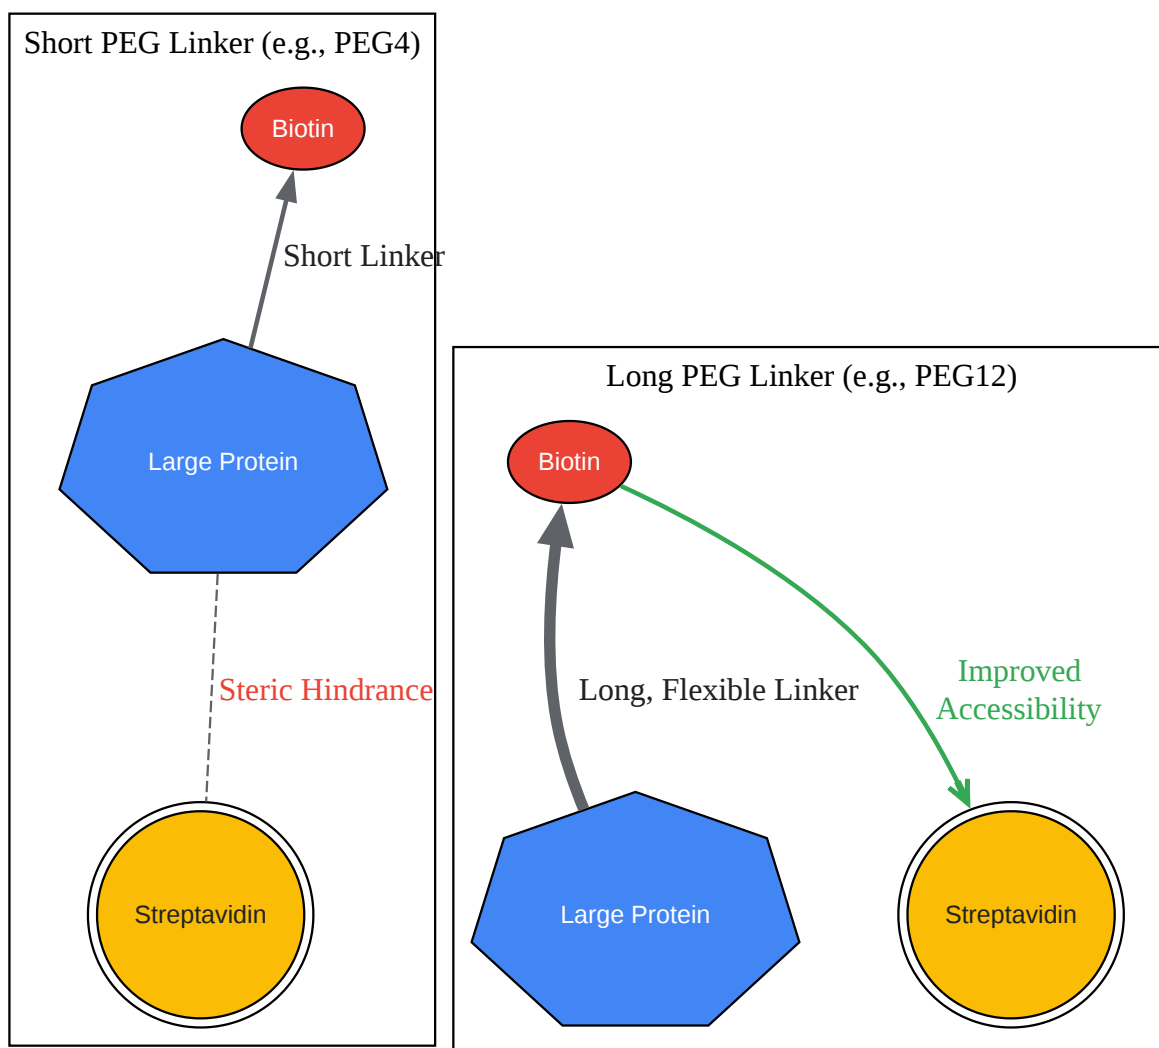 Short PEG Linker (e.g., PEG4)
Biotin
Short Linker
Large Protein
Steric Hindrance
Streptavidin
Long PEG Linker (e.g., PEG12)
Biotin
Long, Flexible Linker
Improved
Accessibility
Large Protein
Streptavidin